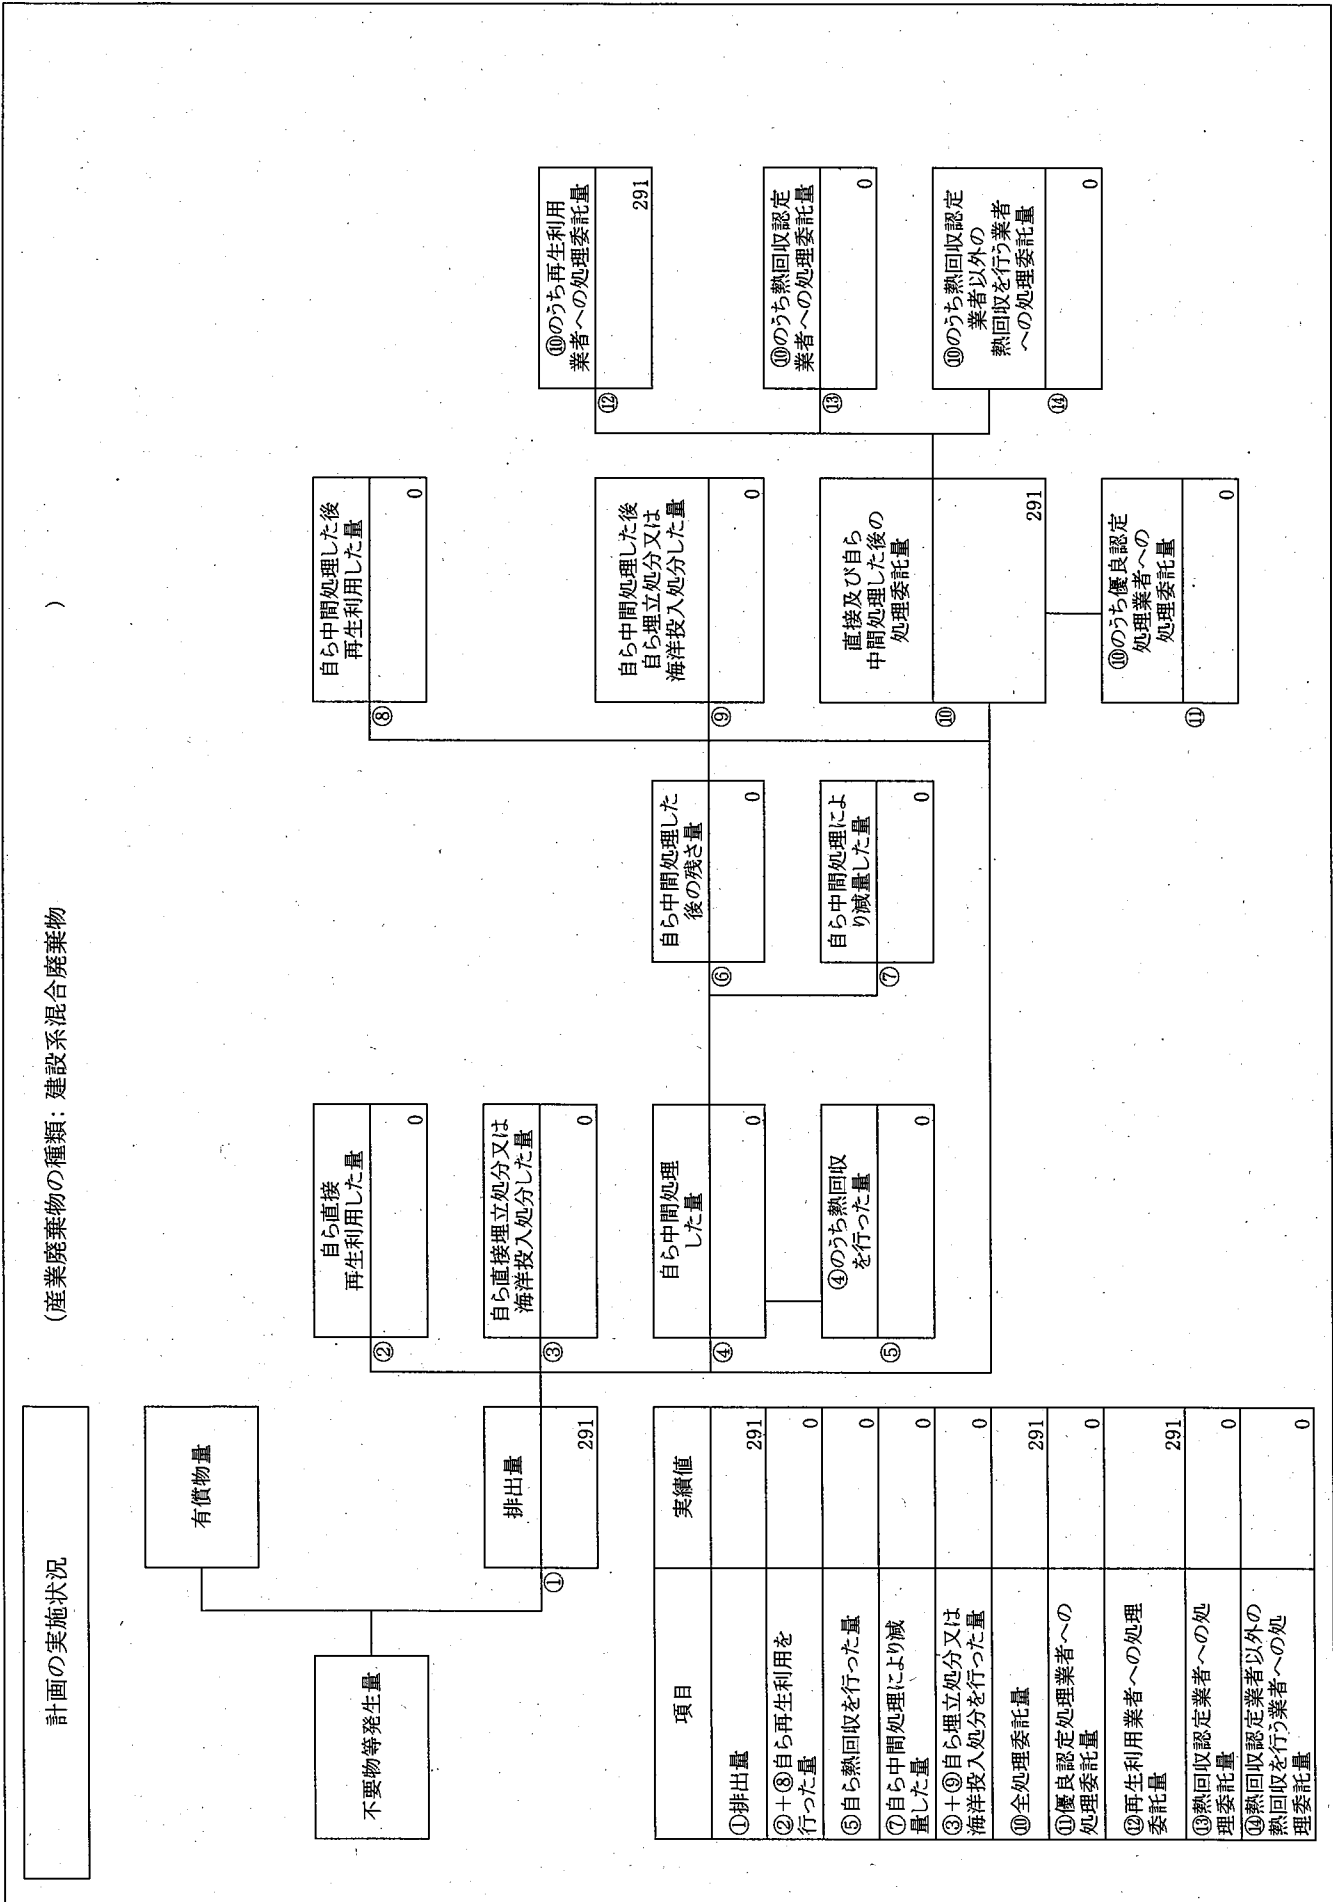 計画の実施状況
(産業廃棄物の種類: 建設系混合廃棄物
)
不要物等発生量
有償物量
①
排出量
291
②
自ら直接
再生利用した量
0
③
自ら直接埋立処分又は
海洋投入処分した量
0
④
自ら中間処理
した量
0
⑤
④のうち熱回収
を行った量
0
⑥
自ら中間処理した
後の残さ量
0
⑦
自ら中間処理によ
り減量した量
0
⑧
自ら中間処理した後
再生利用した量
0
⑨
自ら中間処理した後
自ら埋立処分又は
海洋投入処分した量
0
⑩
直接及び自ら
中間処理した後の
処理委託量
291
⑪
⑩のうち優良認定
処理業者への
処理委託量
0
⑫
⑩のうち再生利用
業者への処理委託量
291
⑬
⑩のうち熱回収認定
業者への処理委託量
0
⑭
⑩のうち熱回収認定
業者以外の
熱回収を行う業者
への処理委託量
0
項目
実績値
①排出量
291
②+⑧自ら再生利用を
行った量
0
⑤自ら熱回収を行った量
0
⑦自ら中間処理により減
量した量
0
③+⑨自ら埋立処分又は
海洋投入処分を行った量
0
⑩全処理委託量
291
⑪優良認定処理業者への
処理委託量
0
⑫再生利用業者への処理
委託量
291
⑬熱回収認定業者への処
理委託量
0
⑭熱回収認定業者以外の
熱回収を行う業者への処
理委託量
0